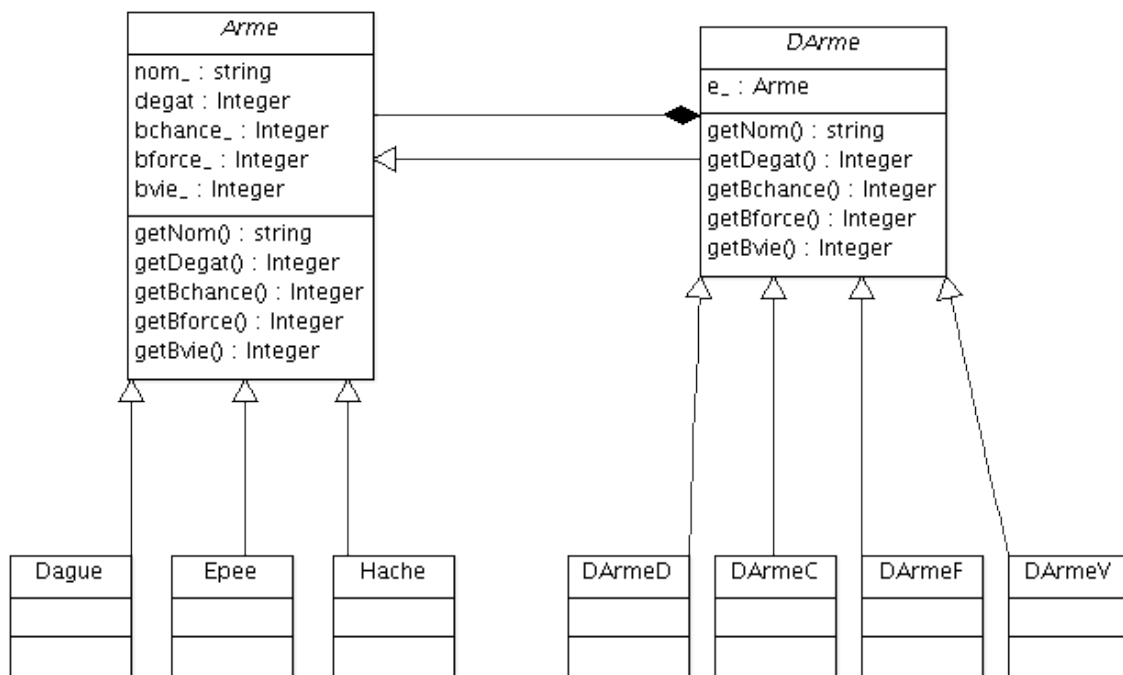 Arme
nom_ : string
degat : Integer
bchance_ : Integer
bforce_ : Integer
bvie_ : Integer
getNom() : string
getDegat() : Integer
getBchance() : Integer
getBforce() : Integer
getBvie() : Integer
DArme
e_ : Arme
getNom() : string
getDegat() : Integer
getBchance() : Integer
getBforce() : Integer
getBvie() : Integer
Dague
Epee
Hache
DArmeD
DArmeC
DArmeF
DArmeV